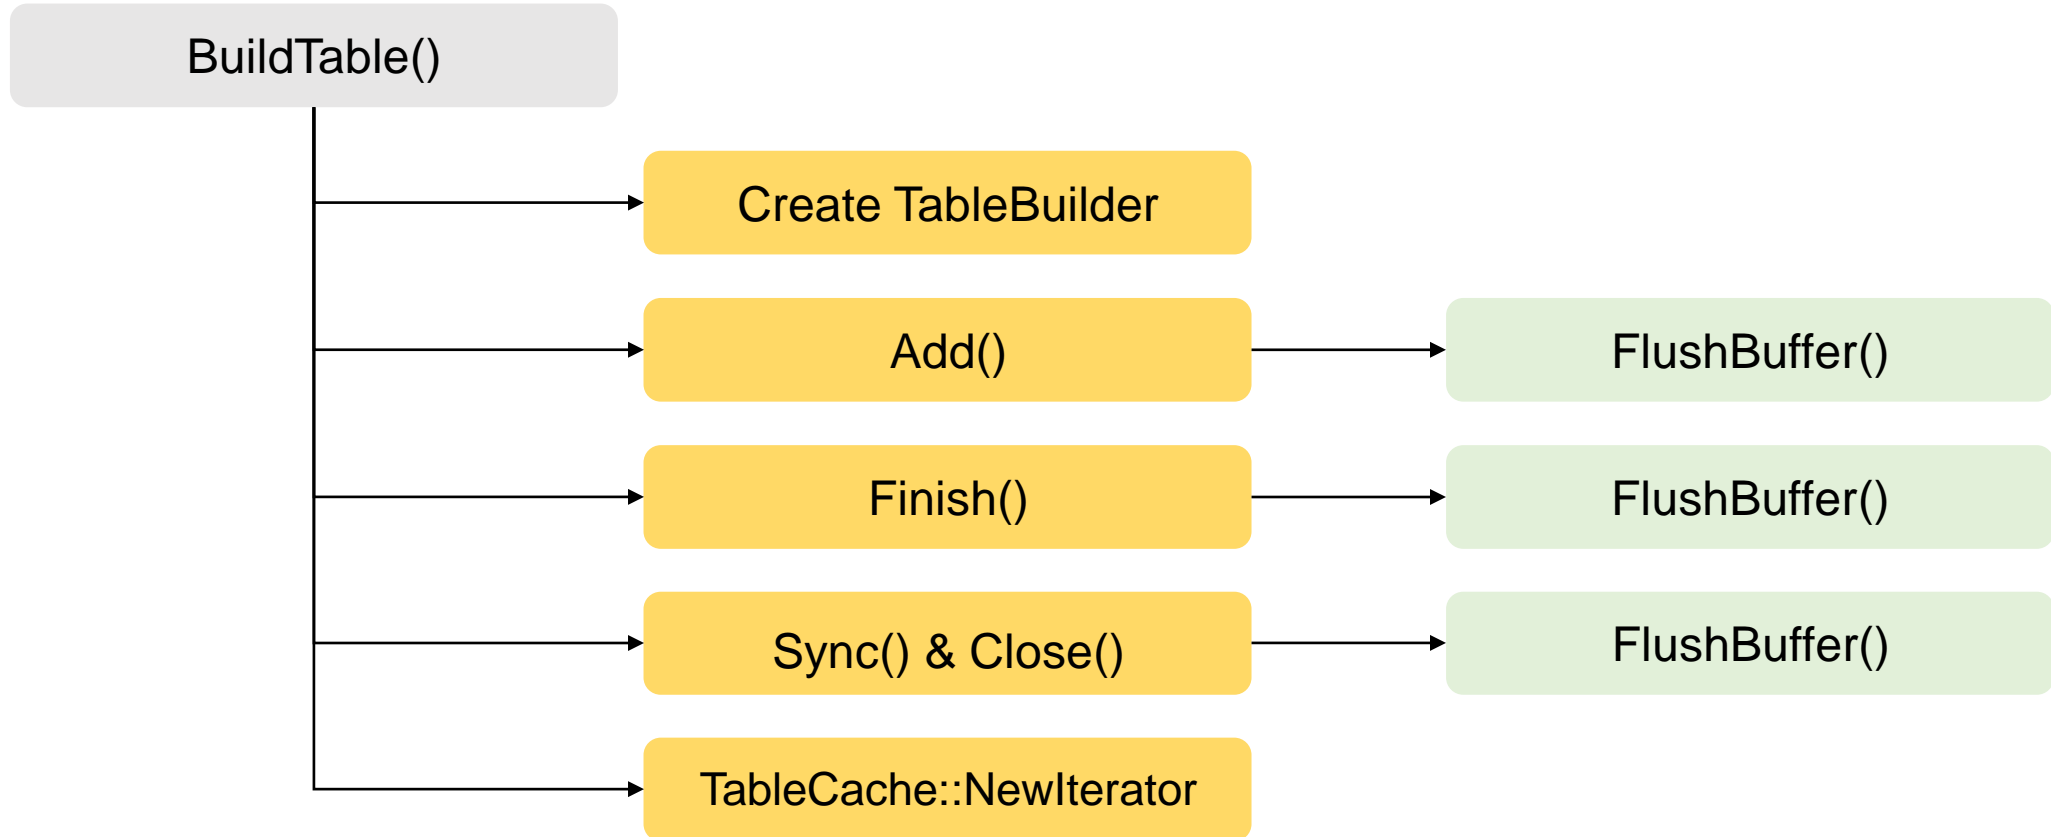 BuildTable()
Create TableBuilder
Add()
FlushBuffer()
Finish()
FlushBuffer()
Sync() & Close()
FlushBuffer()
TableCache::NewIterator